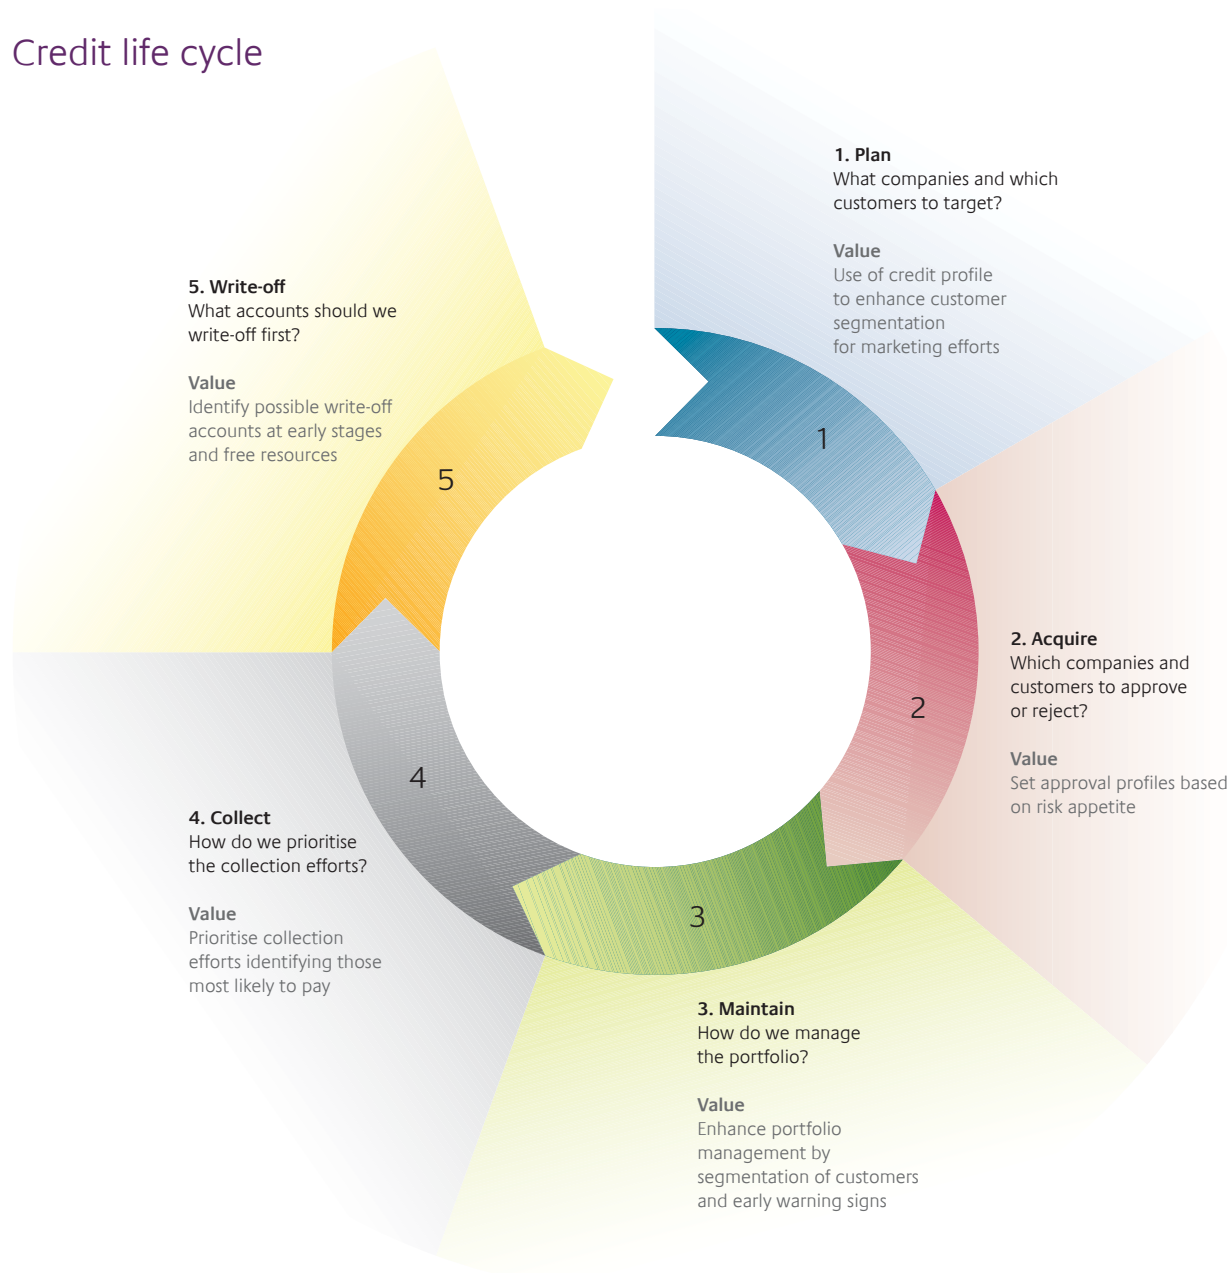 Credit life cycle
1. Plan
What companies and which
customers to target?
Value
Use of credit profile
to enhance customer
segmentation
for marketing efforts
1
2. Acquire
Which companies and
customers to approve
or reject?
Value
Set approval profiles based
on risk appetite
2
3. Maintain
How do we manage
the portfolio?
Value
Enhance portfolio
management by
segmentation of customers
and early warning signs
3
4. Collect
How do we prioritise
the collection efforts?
Value
Prioritise collection
efforts identifying those
most likely to pay
4
5. Write-off
What accounts should we
write-off first?
Value
Identify possible write-off
accounts at early stages
and free resources
5